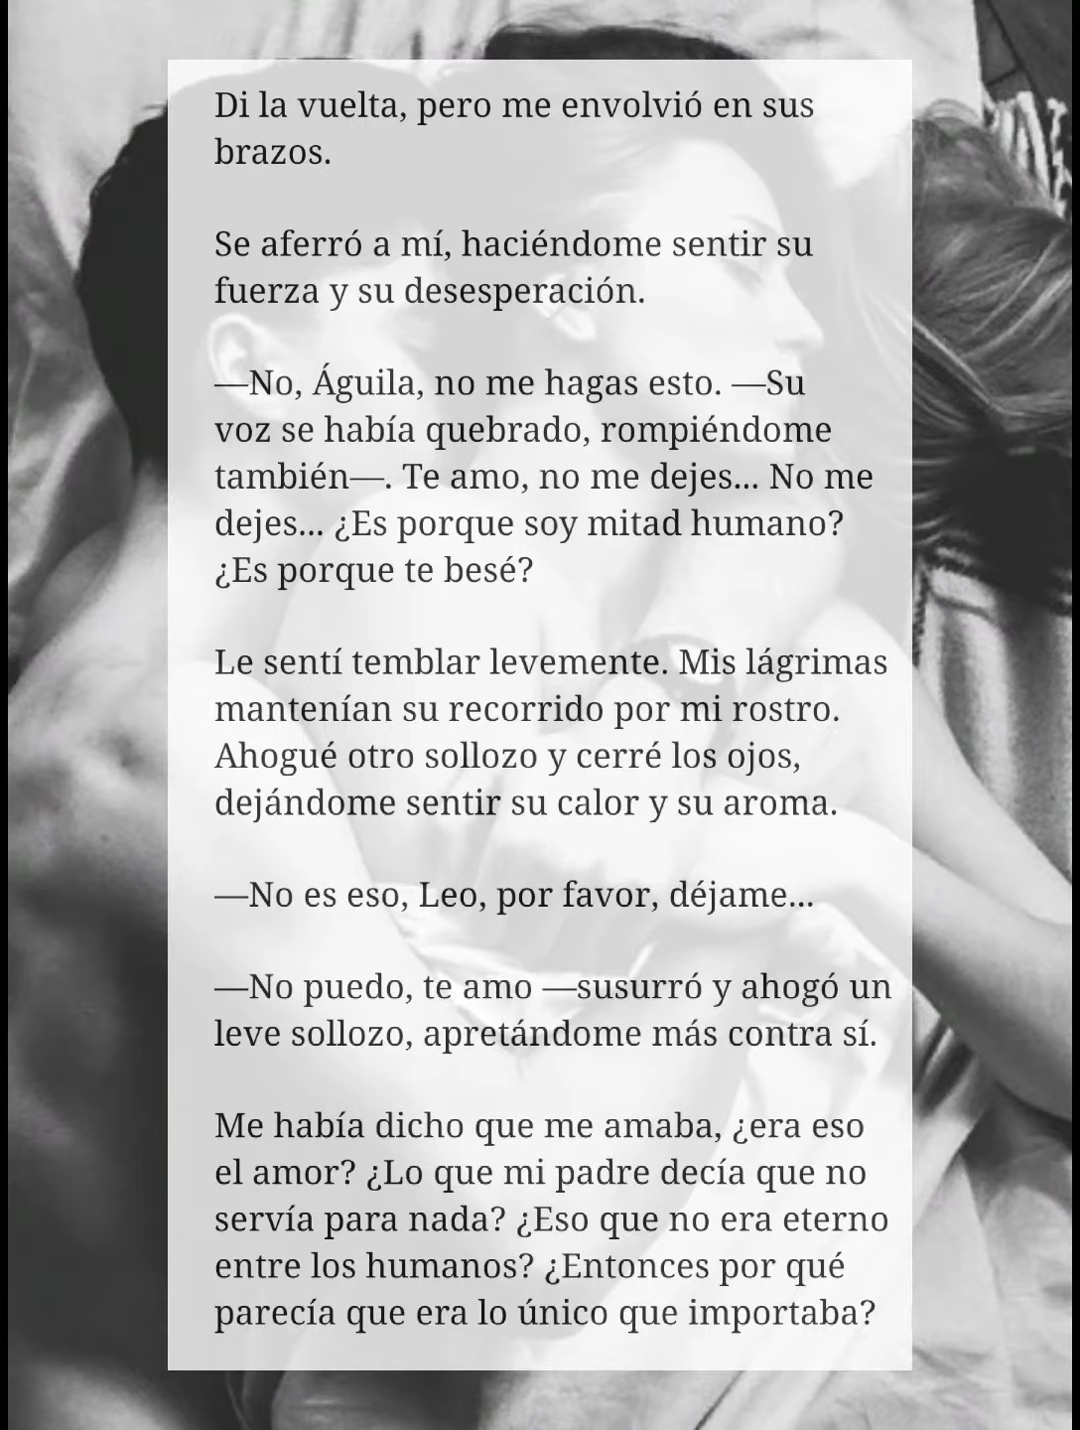 Di la vuelta, pero me envolvió en sus
brazos.
Se aferró a mí, haciéndome sentir su
fuerza y su desesperación.
—No, Águila, no me hagas esto. —Su
voz se había quebrado, rompiéndome
también—. Te amo, no me dejes... No me
dejes... ¿Es porque soy mitad humano?
¿Es porque te besé?
Le sentí temblar levemente. Mis lágrimas
mantenían su recorrido por mi rostro.
Ahogué otro sollozo y cerré los ojos,
dejándome sentir su calor y su aroma.
—No es eso, Leo, por favor, déjame...
—No puedo, te amo —susurró y ahogó un
leve sollozo, apretándome más contra sí.
Me había dicho que me amaba, ¿era eso
el amor? ¿Lo que mi padre decía que no
servía para nada? ¿Eso que no era eterno
entre los humanos? ¿Entonces por qué
parecía que era lo único que importaba?